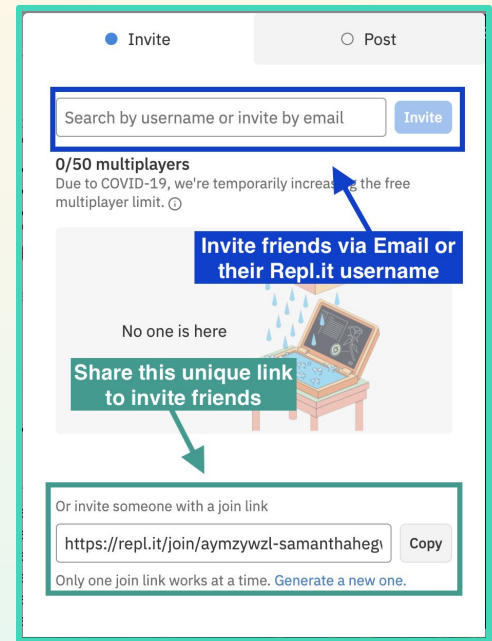 Invite
Post
Search by username or invite by email
Invite
0/50 multiplayers
Due to COVID-19, we're temporarily increasing the free
multiplayer limit.
Invite friends via Email or
their Repl.it username
No one is here
Share this unique link
to invite friends
Or invite someone with a join link
https://repl.it/join/aymzywzl-samanthaheg
Copy
Only one join link works at a time. Generate a new one.